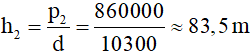 h₂ = p₂/d = 860000/10300 ≈ 83,5 m